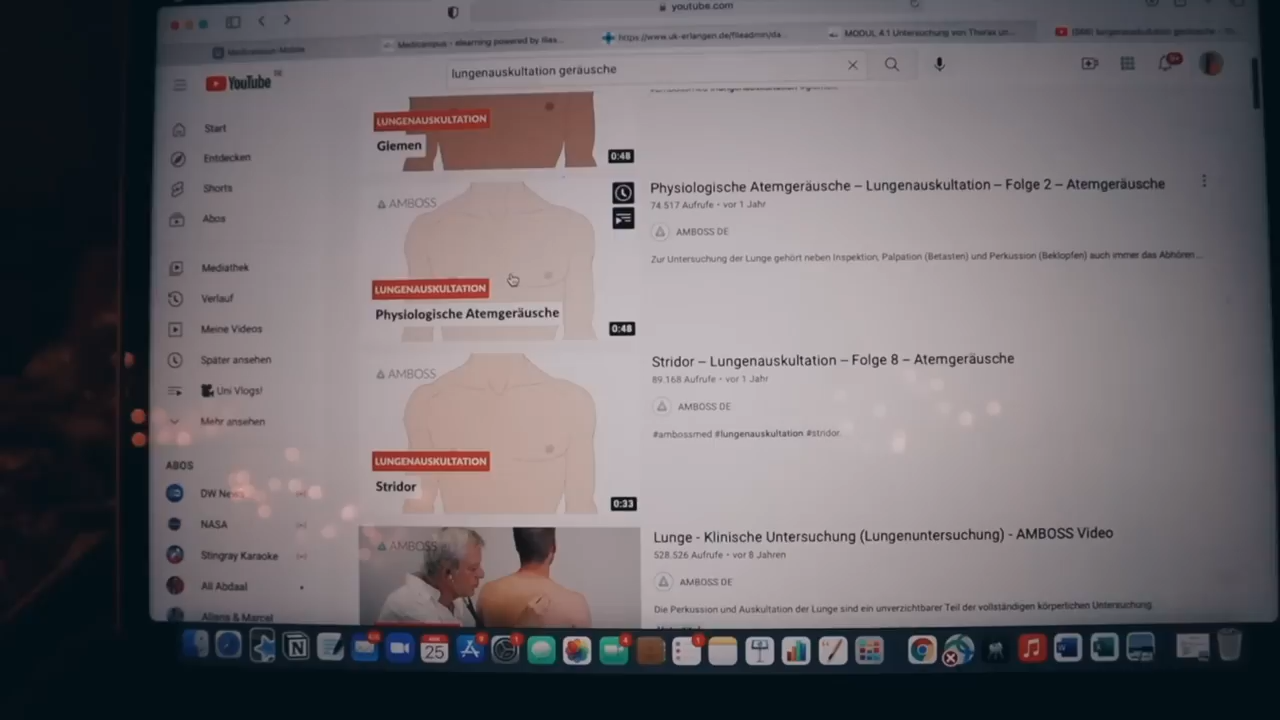 youtube.com
Medicampus - elearning powered by Ilias...
https://www.uk-erlangen.de/fileadmin/da...
MODUL 4.1 Untersuchung von Thorax un...
YouTube
DE
lungenauskultation geräusche
9+
Start
Entdecken
Shorts
Abos
Mediathek
Verlauf
Meine Videos
Später ansehen
Uni Vlogs!
Mehr ansehen
ABOS
DW News
NASA
Stingray Karaoke
Ali Abdaal
LUNGENAUSKULTATION
Giemen
0:48
AMBOSS
LUNGENAUSKULTATION
Physiologische Atemgeräusche
0:48
Physiologische Atemgeräusche – Lungenauskultation – Folge 2 – Atemgeräusche
74.517 Aufrufe • vor 1 Jahr
AMBOSS DE
Zur Untersuchung der Lunge gehört neben Inspektion, Palpation (Betasten) und Perkussion (Beklopfen) auch immer das Abhören ...
AMBOSS
LUNGENAUSKULTATION
Stridor
0:33
Stridor – Lungenauskultation – Folge 8 – Atemgeräusche
89.168 Aufrufe • vor 1 Jahr
AMBOSS DE
#ambossmed #lungenauskultation #stridor
AMBOSS
Lunge - Klinische Untersuchung (Lungenuntersuchung) - AMBOSS Video
528.526 Aufrufe • vor 8 Jahren
AMBOSS DE
Die Perkussion und Auskultation der Lunge sind ein unverzichtbarer Teil der vollständigen körperlichen Untersuchung.
25